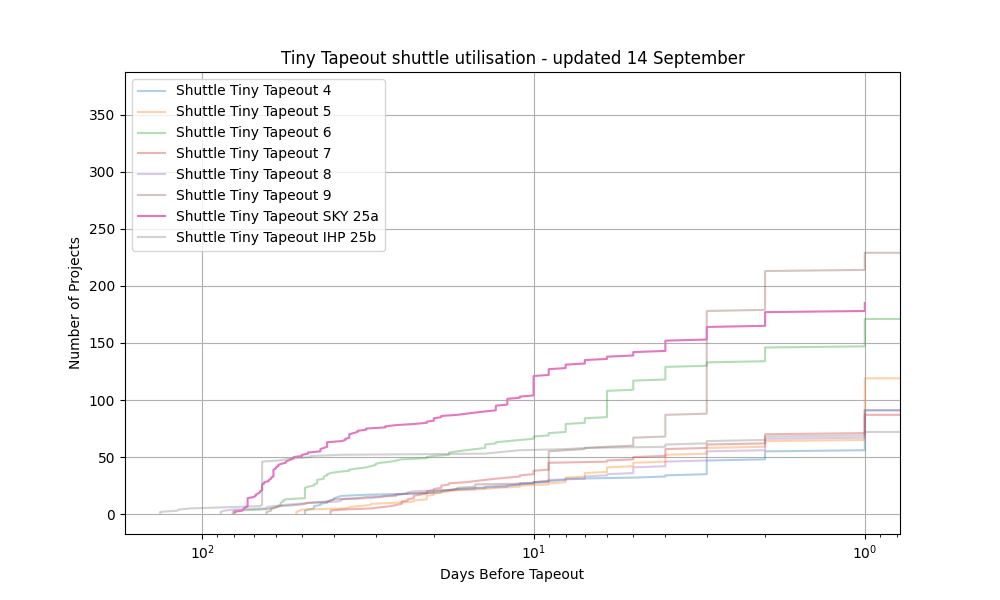 Tiny Tapeout shuttle utilisation - updated 14 September
Shuttle Tiny Tapeout 4
Shuttle Tiny Tapeout 5
Shuttle Tiny Tapeout 6
Shuttle Tiny Tapeout 7
Shuttle Tiny Tapeout 8
Shuttle Tiny Tapeout 9
Shuttle Tiny Tapeout SKY 25a
Shuttle Tiny Tapeout IHP 25b
Number of Projects
350
300
250
200
150
100
50
0
10²
10¹
10⁰
Days Before Tapeout